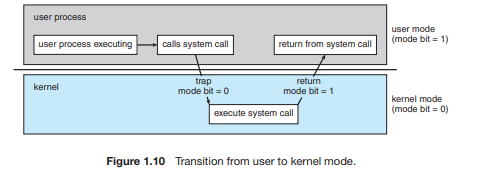 user process
user process executing
calls system call
return from system call
user mode
(mode bit = 1)
kernel
trap
mode bit = 0
return
mode bit = 1
execute system call
kernel mode
(mode bit = 0)
Figure 1.10 Transition from user to kernel mode.